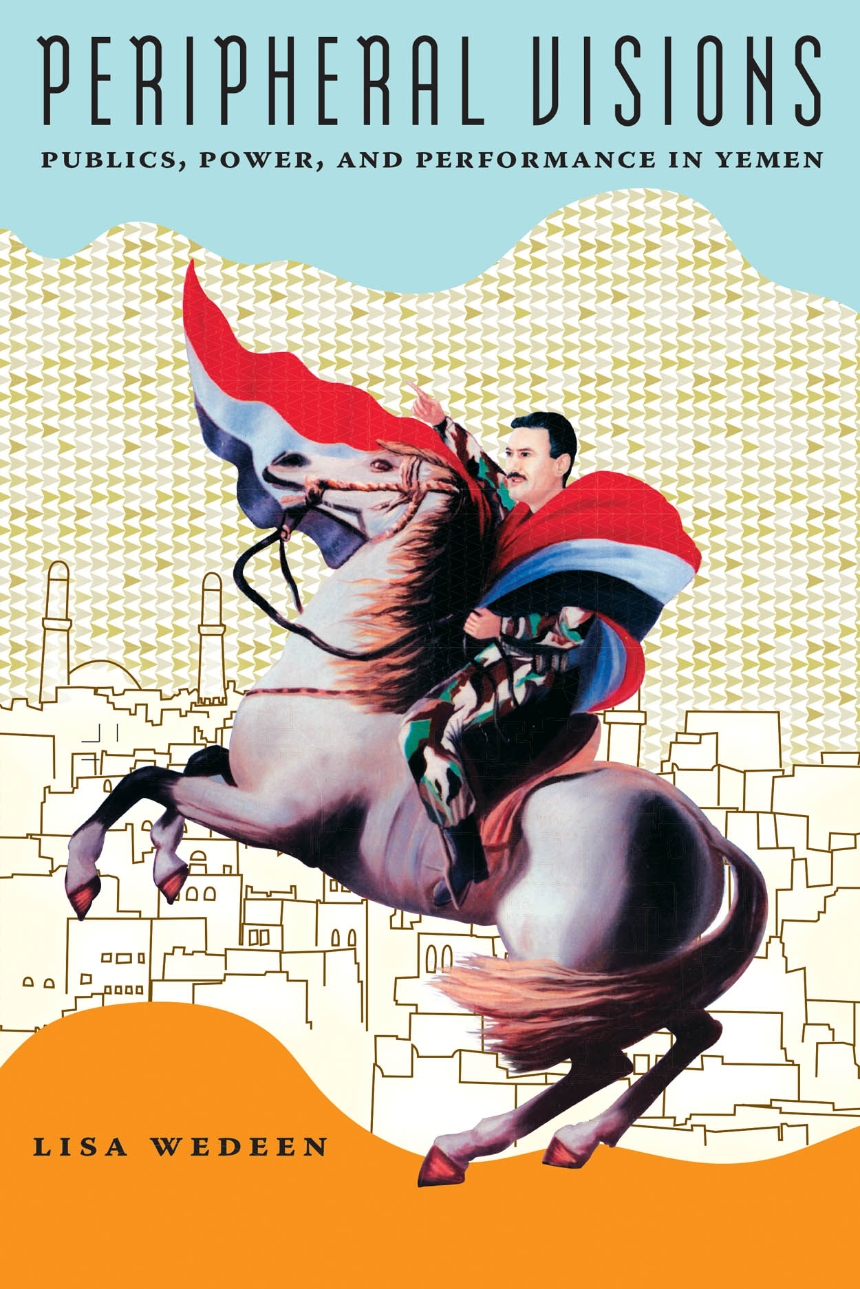 PERIPHERAL VISIONS
PUBLICS, POWER, AND PERFORMANCE IN YEMEN
LISA WEDEEN